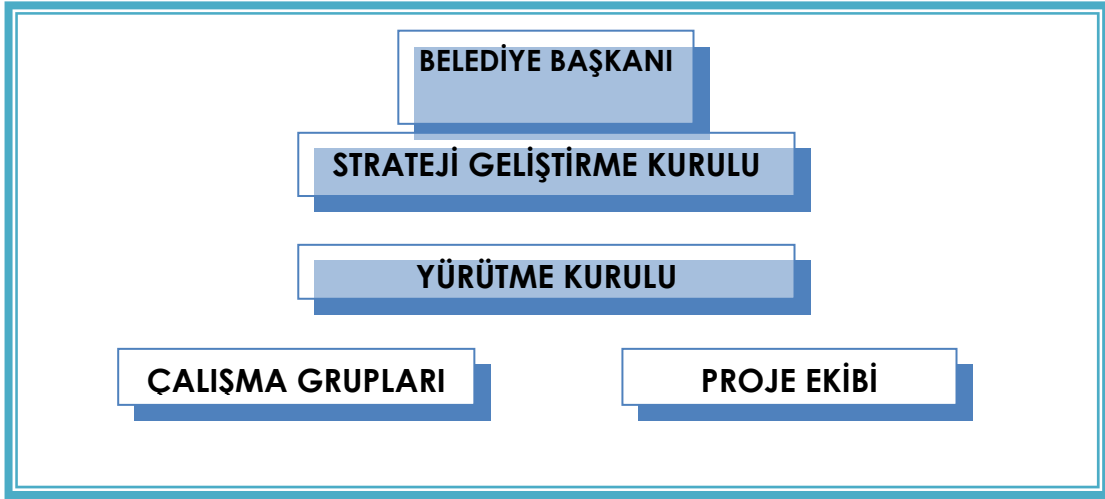 BELEDİYE BAŞKANI
STRATEJİ GELİŞTİRME KURULU
YÜRÜTME KURULU
ÇALIŞMA GRUPLARI
PROJE EKİBİ